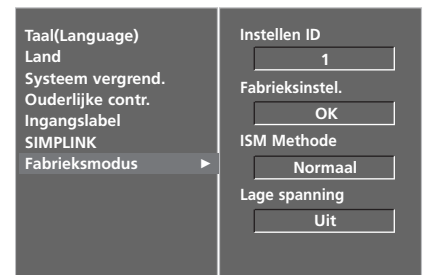 Taal(Language)
Land
Systeem vergrend.
Ouderlijke contr.
Ingangslabel
SIMPLINK
Fabrieksmodus ►
Instellen ID
1
Fabrieksinstel.
OK
ISM Methode
Normaal
Lage spanning
Uit